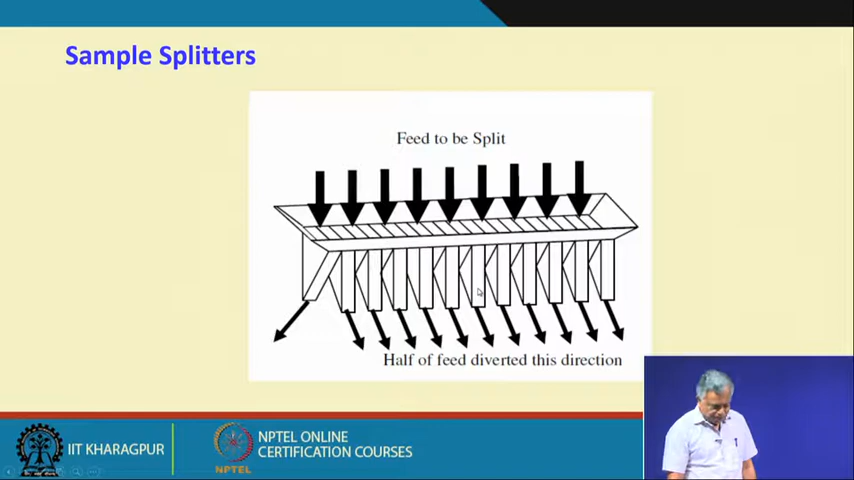 Sample Splitters
Feed to be Split
Half of feed diverted this direction
IIT KHARAGPUR
NPTEL
NPTEL ONLINE
CERTIFICATION COURSES